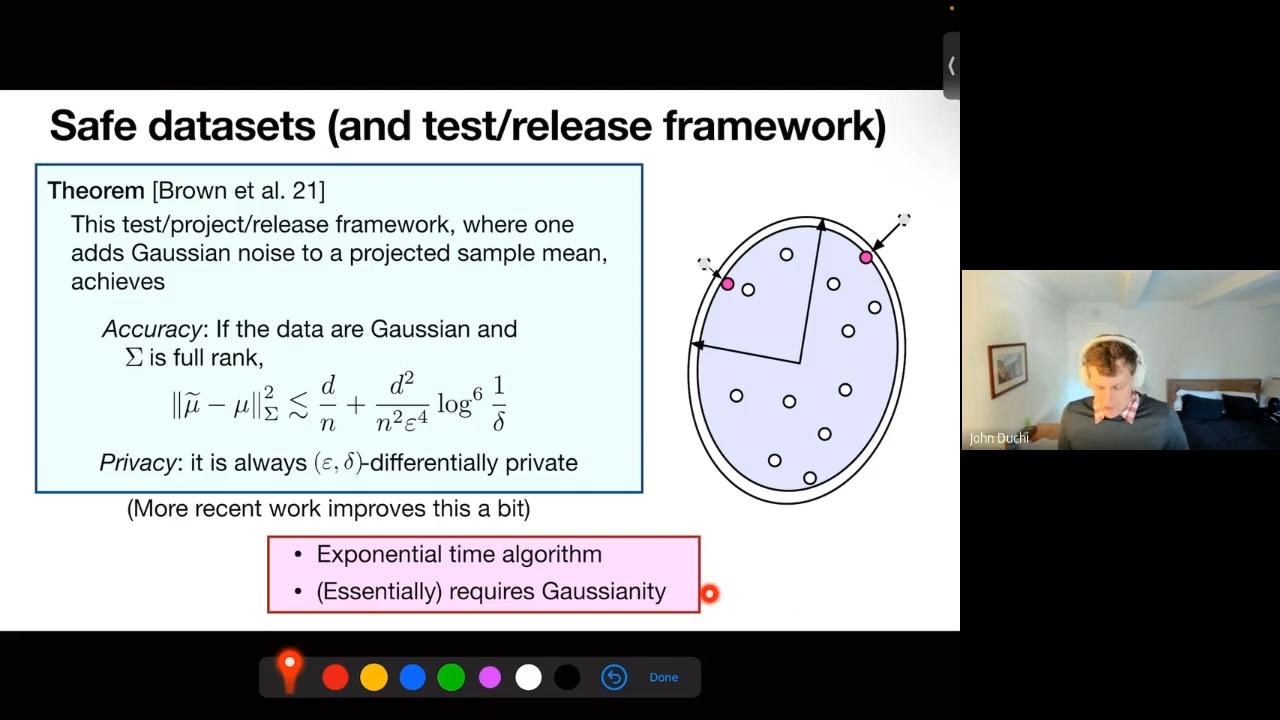 Safe datasets (and test/release framework)
Theorem [Brown et al. 21]
This test/project/release framework, where one
adds Gaussian noise to a projected sample mean,
achieves
Accuracy: If the data are Gaussian and
Σ is full rank,
‖μ̃ − μ‖²_Σ ≲ d/n + d²/(n²ε⁴) log⁶ 1/δ
Privacy: it is always (ε, δ)-differentially private
(More recent work improves this a bit)
• Exponential time algorithm
• (Essentially) requires Gaussianity
Done
John Duchi